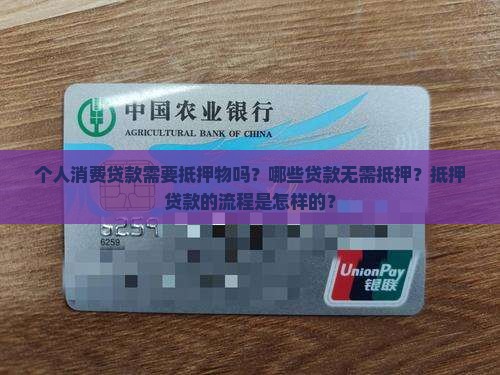 中国农业银行
AGRICULTURAL BANK OF CHINA
个人消费贷款需要抵押物吗？哪些贷款无需抵押？抵押
贷款的流程是怎样的？
6259
6259
UnionPay
银联